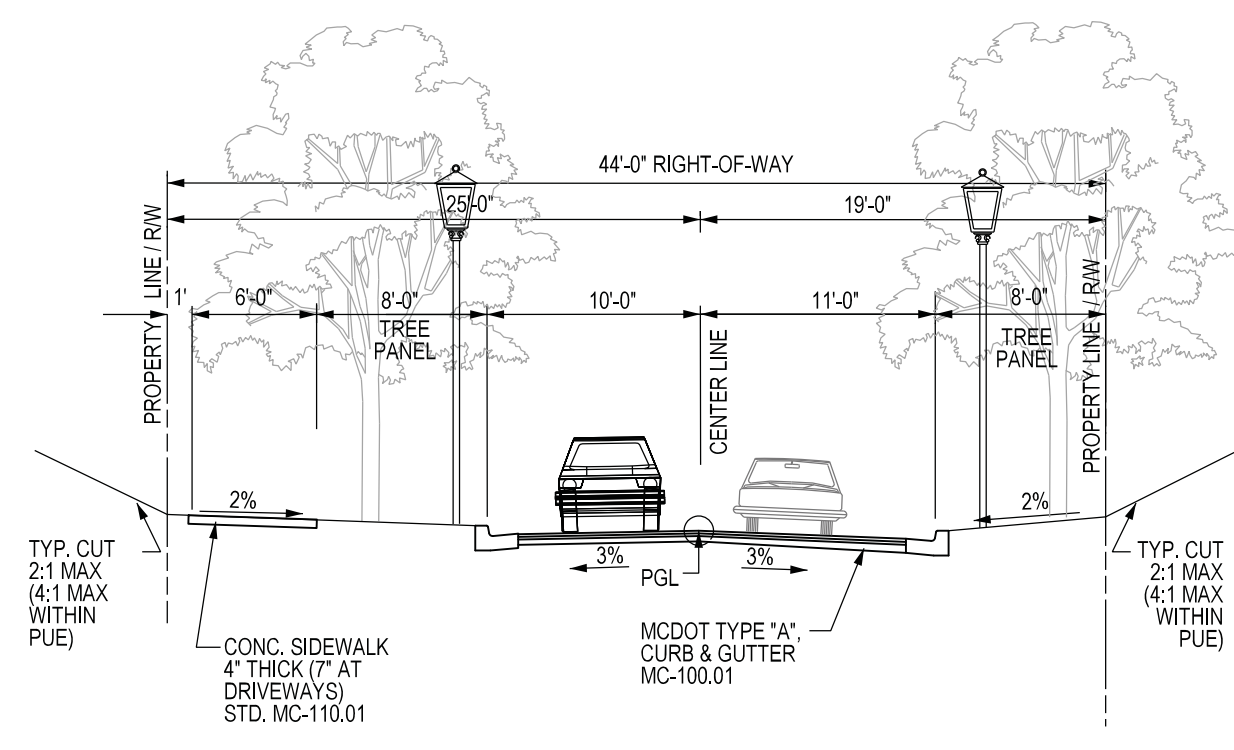 44'-0" RIGHT-OF-WAY
25'-0"
19'-0"
PROPERTY LINE / R/W
1'
6'-0"
8'-0"
TREE
PANEL
10'-0"
CENTER LINE
11'-0"
8'-0"
TREE
PANEL
PROPERTY LINE / R/W
2%
2%
3%
PGL
3%
TYP. CUT
2:1 MAX
(4:1 MAX
WITHIN
PUE)
CONC. SIDEWALK
4" THICK (7" AT
DRIVEWAYS)
STD. MC-110.01
MCDOT TYPE "A",
CURB & GUTTER
MC-100.01
TYP. CUT
2:1 MAX
(4:1 MAX
WITHIN
PUE)